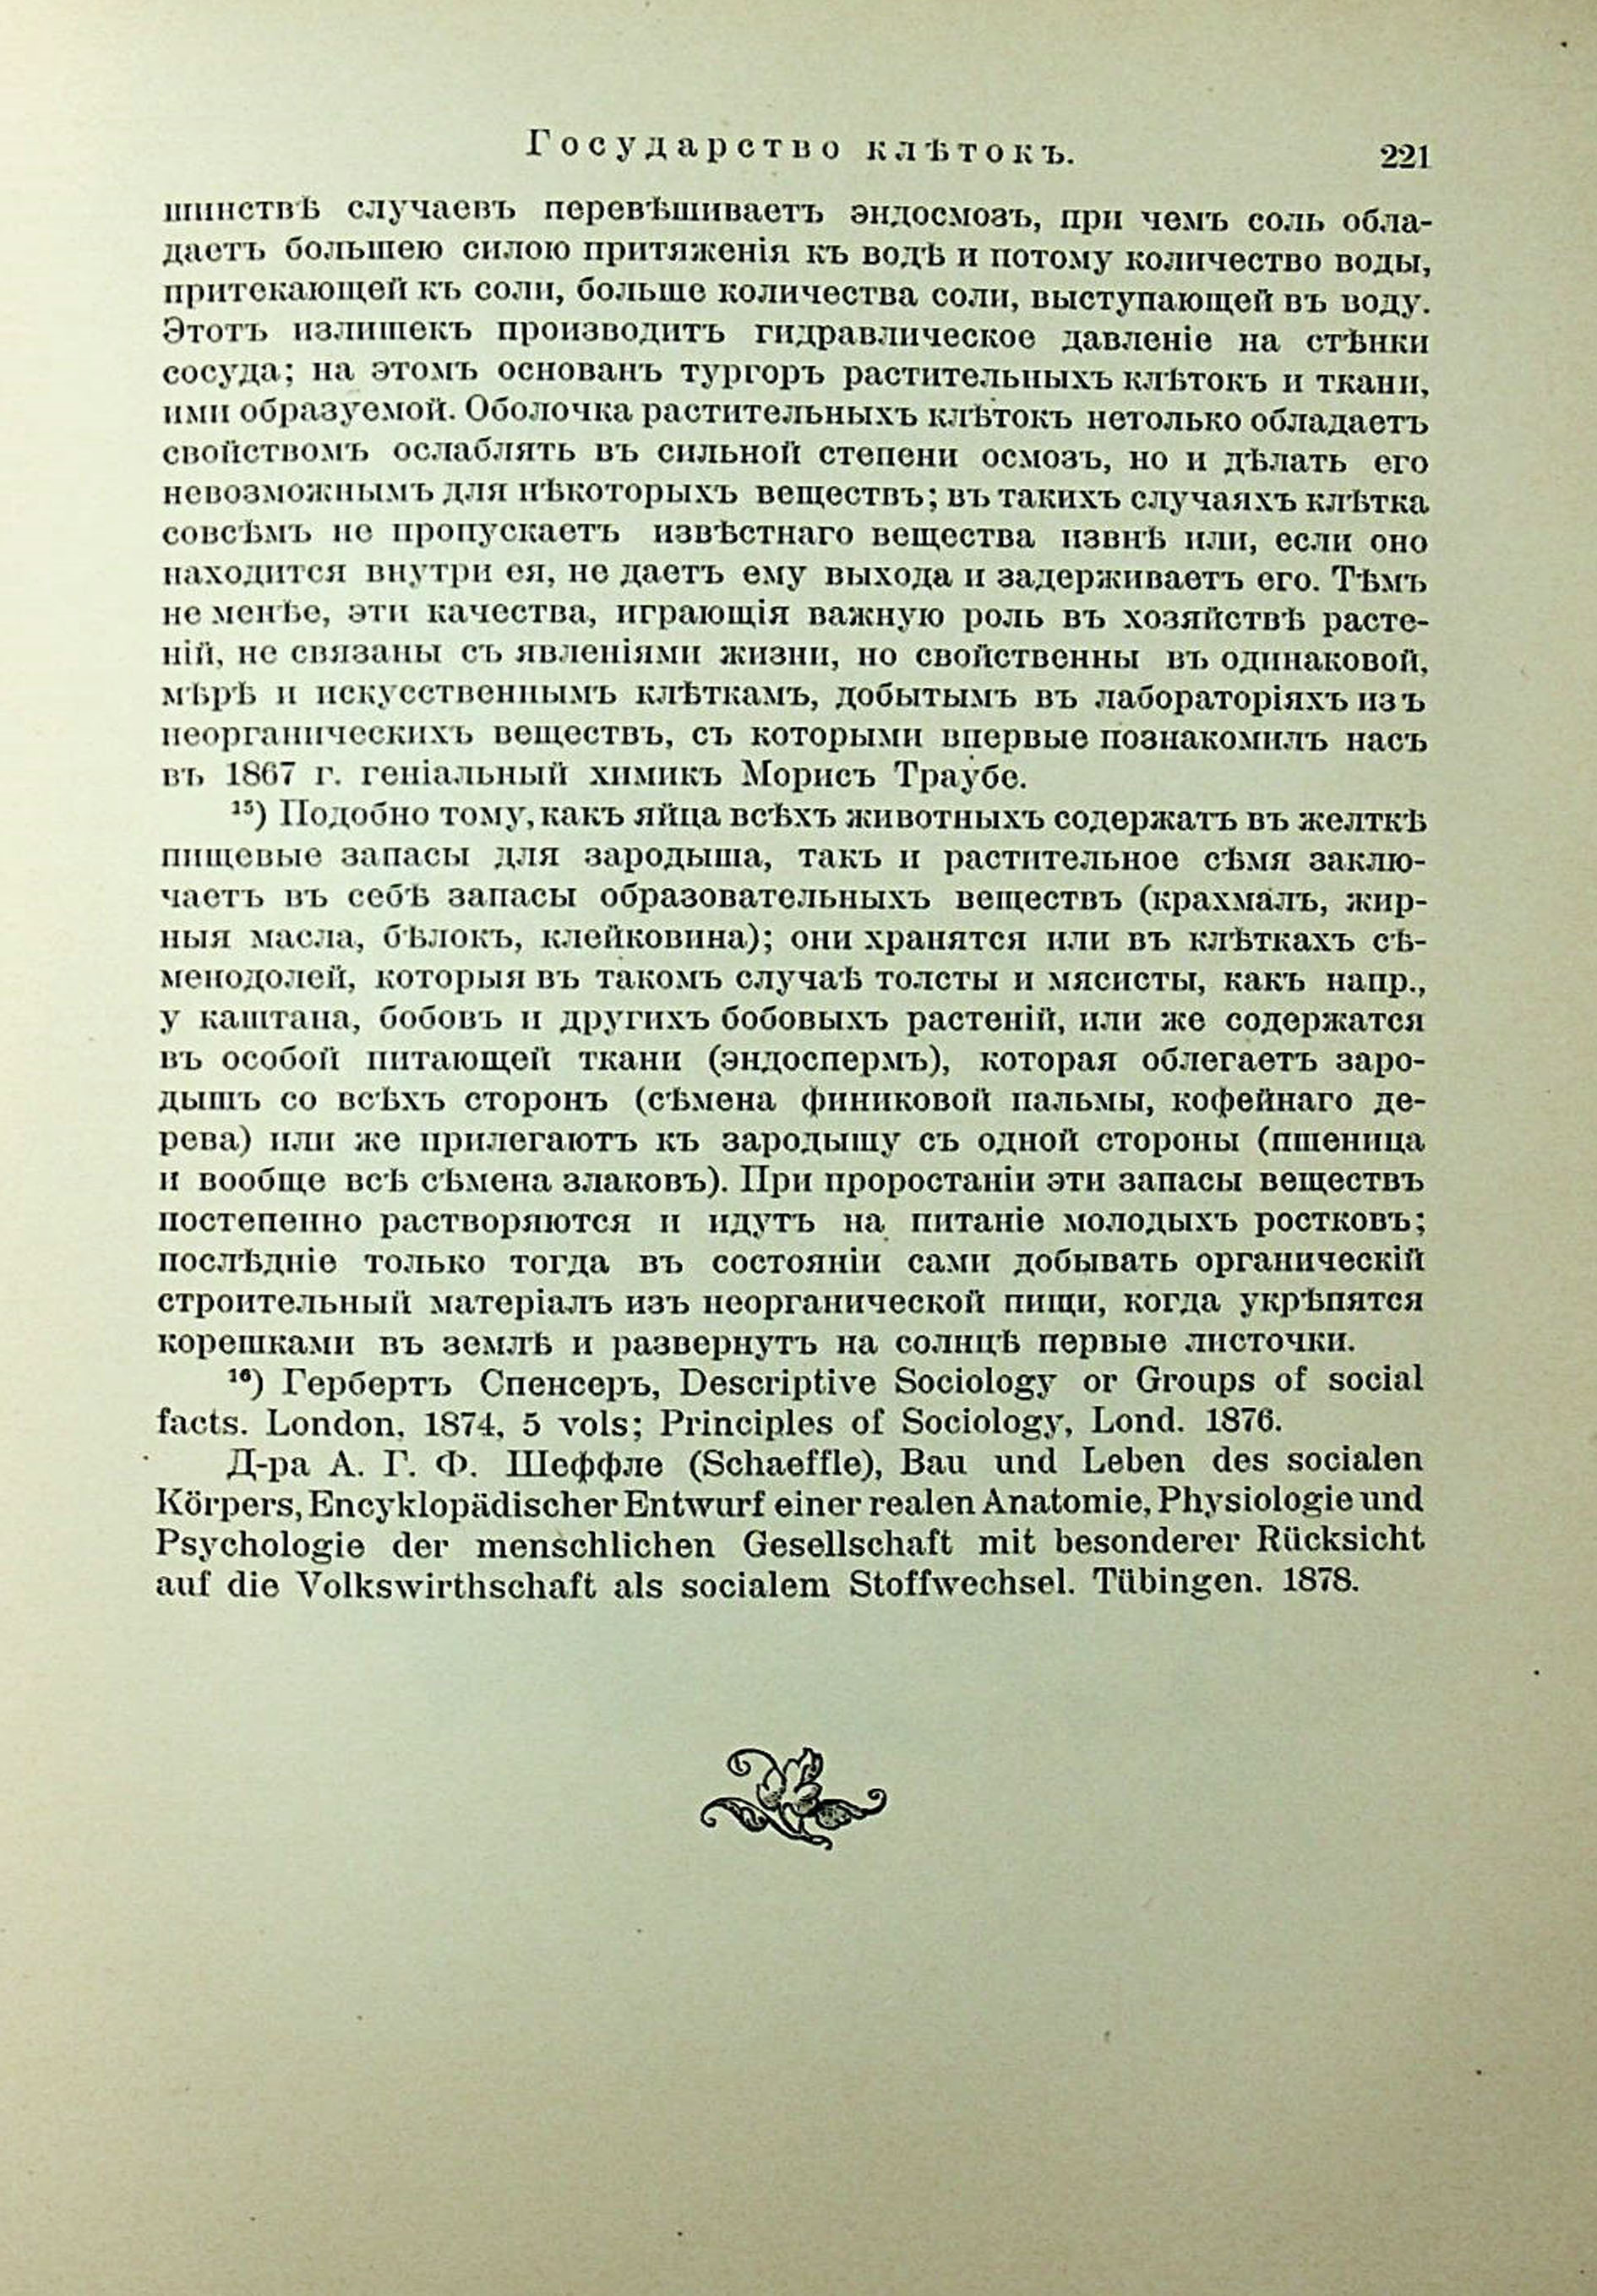 Государство клѣтокъ.
221
шинствѣ случаевъ перевѣшиваетъ эндосмозъ, при чемъ соль обла-
даетъ большею силою притяженія къ водѣ и потому количество воды,
притекающей къ соли, больше количества соли, выступающей въ воду.
Этотъ излишекъ производитъ гидравлическое давленіе на стѣнки
сосуда; на этомъ основанъ тургоръ растительныхъ клѣтокъ и ткани,
ими образуемой. Оболочка растительныхъ клѣтокъ нетолько обладаетъ
свойствомъ ослаблять въ сильной степени осмозъ, но и дѣлать его
невозможнымъ для нѣкоторыхъ веществъ; въ такихъ случаяхъ клѣтка
совсѣмъ не пропускаетъ извѣстнаго вещества извнѣ или, если оно
находится внутри ея, не даетъ ему выхода и задерживаетъ его. Тѣмъ
не менѣе, эти качества, играющія важную роль въ хозяйствѣ расте-
ній, не связаны съ явленіями жизни, но свойственны въ одинаковой,
мѣрѣ и искусственнымъ клѣткамъ, добытымъ въ лабораторіяхъ изъ
неорганическихъ веществъ, съ которыми впервые познакомилъ насъ
въ 1867 г. геніальный химикъ Морисъ Траубе.
¹⁵) Подобно тому, какъ яйца всѣхъ животныхъ содержатъ въ желткѣ
пищевые запасы для зародыша, такъ и растительное сѣмя заклю-
чаетъ въ себѣ запасы образовательныхъ веществъ (крахмалъ, жир-
ныя масла, бѣлокъ, клейковина); они хранятся или въ клѣткахъ сѣ-
менодолей, которыя въ такомъ случаѣ толсты и мясисты, какъ напр.,
у каштана, бобовъ и другихъ бобовыхъ растеній, или же содержатся
въ особой питающей ткани (эндоспермъ), которая облегаетъ заро-
дышъ со всѣхъ сторонъ (сѣмена финиковой пальмы, кофейнаго де-
рева) или же прилегаютъ къ зародышу съ одной стороны (пшеница
и вообще всѣ сѣмена злаковъ). При проростаніи эти запасы веществъ
постепенно растворяются и идутъ на питаніе молодыхъ ростковъ;
послѣдніе только тогда въ состояніи сами добывать органическій
строительный матеріалъ изъ неорганической пищи, когда укрѣпятся
корешками въ землѣ и развернутъ на солнцѣ первые листочки.
¹⁶) Гербертъ Спенсеръ, Descriptive Sociology or Groups of social
facts. London, 1874, 5 vols; Principles of Sociology, Lond. 1876.
Д-ра А. Г. Ф. Шеффле (Schaeffle), Bau und Leben des socialen
Körpers, Encyklopädischer Entwurf einer realen Anatomie, Physiologie und
Psychologie der menschlichen Gesellschaft mit besonderer Rücksicht
auf die Volkswirthschaft als socialem Stoffwechsel. Tübingen. 1878.